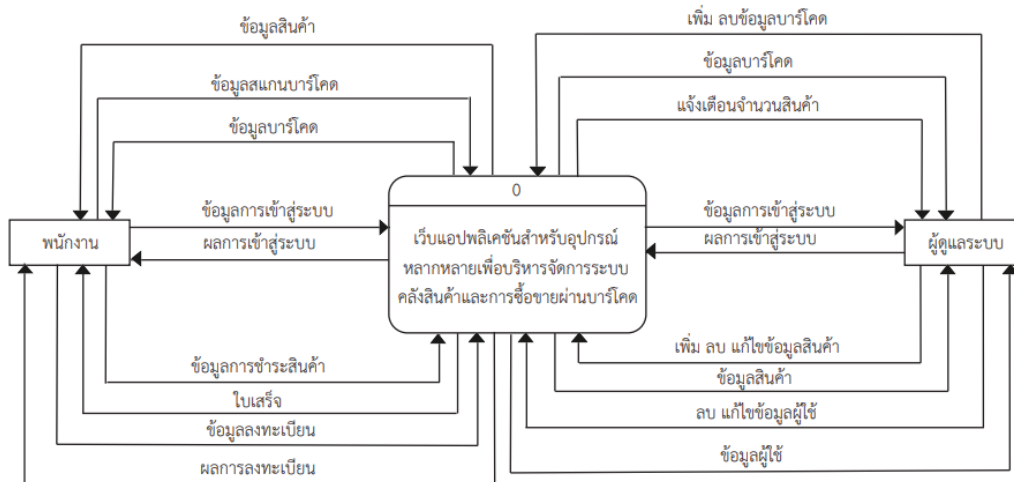 ข้อมูลสินค้า
เพิ่ม ลบข้อมูลบาร์โคด
ข้อมูลสแกนบาร์โคด
ข้อมูลบาร์โคด
ข้อมูลบาร์โคด
แจ้งเตือนจำนวนสินค้า
0
พนักงาน
ข้อมูลการเข้าสู่ระบบ
ผลการเข้าสู่ระบบ
เว็บแอปพลิเคชันสำหรับอุปกรณ์
หลากหลายเพื่อบริหารจัดการระบบ
คลังสินค้าและการซื้อขายผ่านบาร์โคด
ข้อมูลการเข้าสู่ระบบ
ผลการเข้าสู่ระบบ
ผู้ดูแลระบบ
ข้อมูลการชำระสินค้า
ใบเสร็จ
ข้อมูลลงทะเบียน
ผลการลงทะเบียน
เพิ่ม ลบ แก้ไขข้อมูลสินค้า
ข้อมูลสินค้า
ลบ แก้ไขข้อมูลผู้ใช้
ข้อมูลผู้ใช้